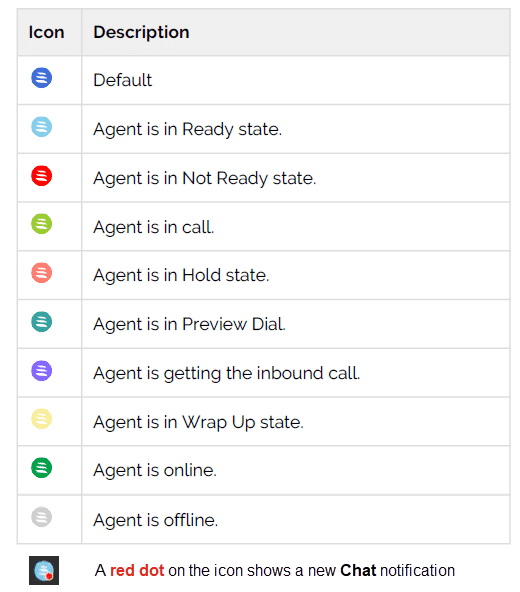 Icon Description
Default
Agent is in Ready state.
Agent is in Not Ready state.
Agent is in call.
Agent is in Hold state.
Agent is in Preview Dial.
Agent is getting the inbound call.
Agent is in Wrap Up state.
Agent is online.
Agent is offline.
A red dot on the icon shows a new Chat notification